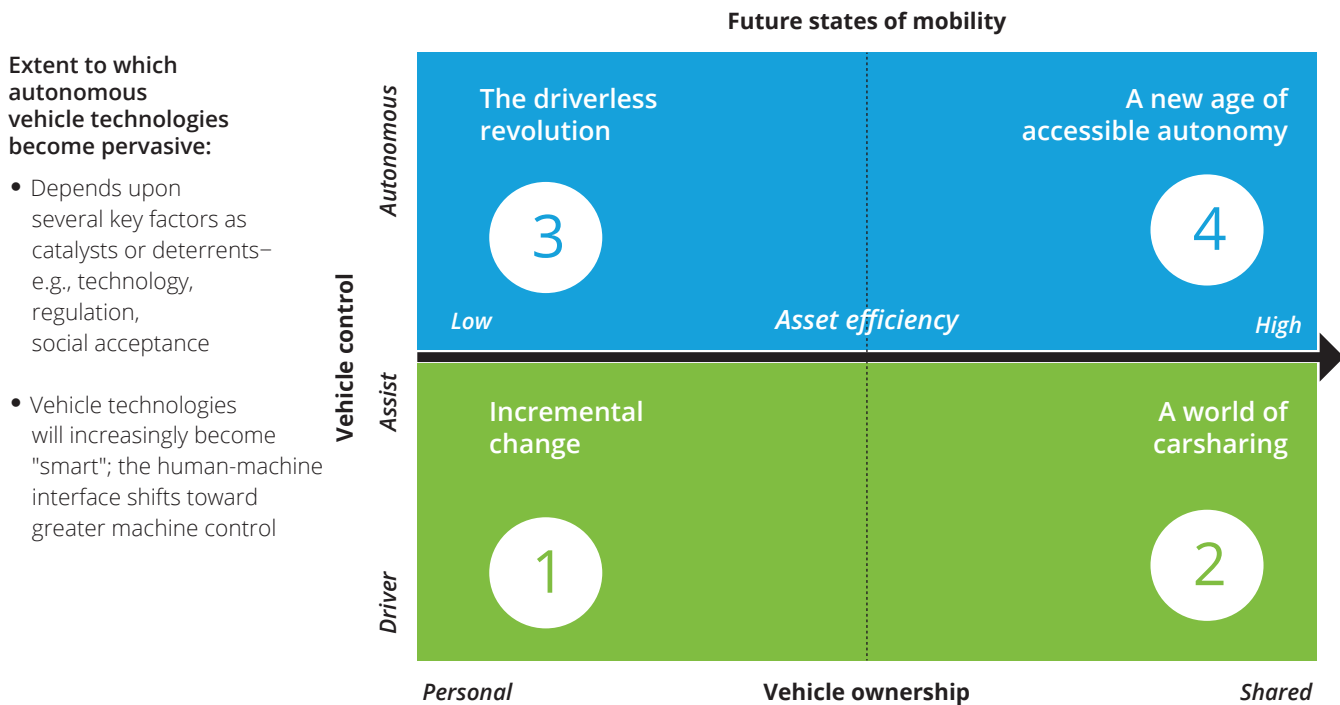 Future states of mobility
Extent to which
autonomous
vehicle technologies
become pervasive:
• Depends upon
several key factors as
catalysts or deterrents–
e.g., technology,
regulation,
social acceptance
• Vehicle technologies
will increasingly become
"smart"; the human-machine
interface shifts toward
greater machine control
Vehicle control
Autonomous
Assist
Driver
The driverless
revolution
3
A new age of
accessible autonomy
4
Low
Asset efficiency
High
Incremental
change
1
A world of
carsharing
2
Personal
Vehicle ownership
Shared